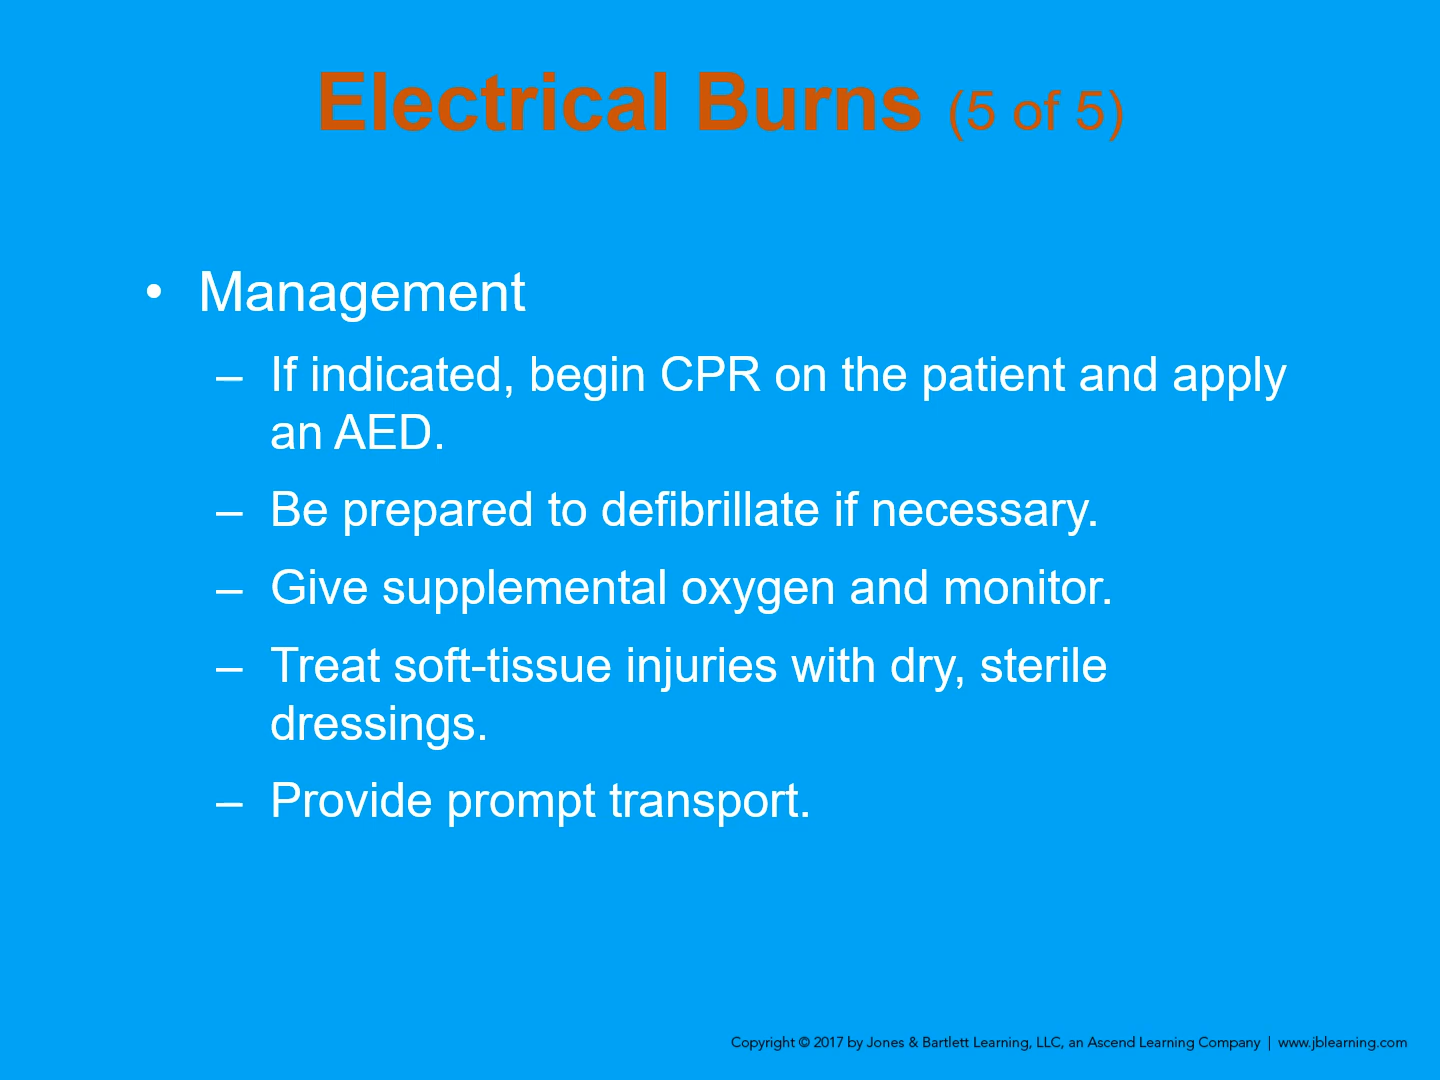 Electrical Burns (5 of 5)
• Management
– If indicated, begin CPR on the patient and apply
an AED.
– Be prepared to defibrillate if necessary.
– Give supplemental oxygen and monitor.
– Treat soft-tissue injuries with dry, sterile
dressings.
– Provide prompt transport.
Copyright © 2017 by Jones & Bartlett Learning, LLC, an Ascend Learning Company | www.jblearning.com